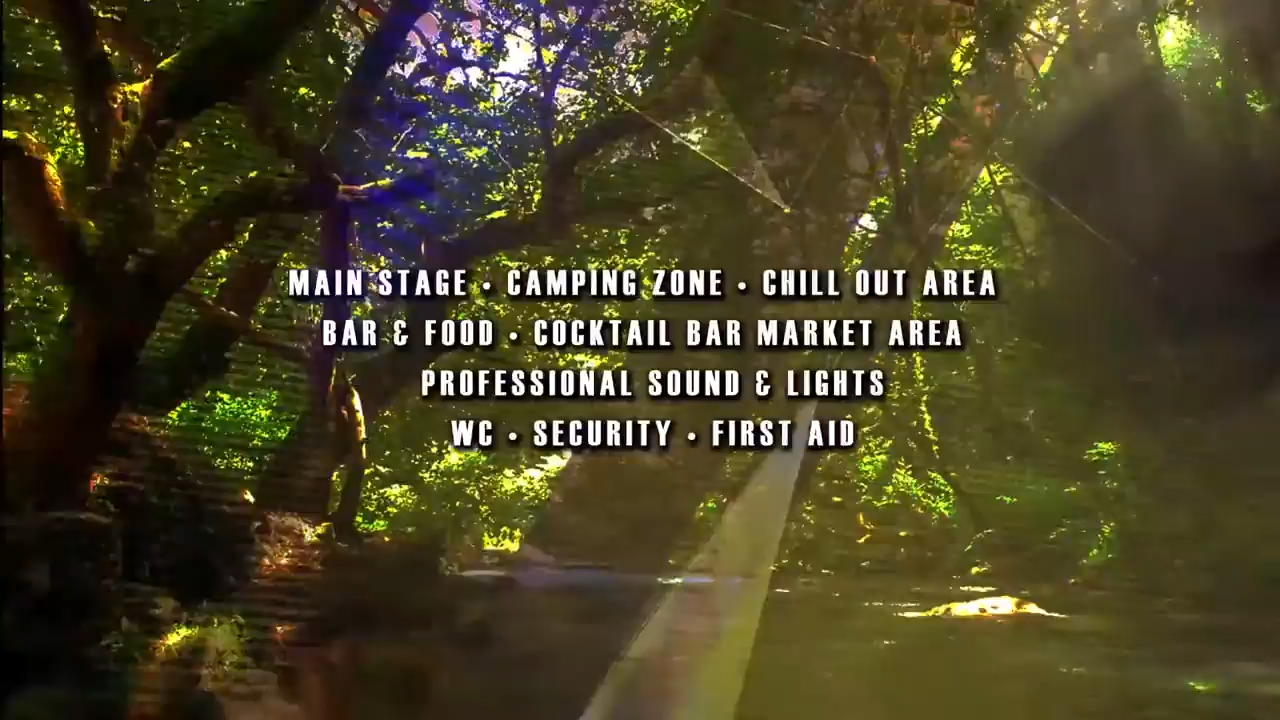 MAIN STAGE • CAMPING ZONE • CHILL OUT AREA
BAR & FOOD • COCKTAIL BAR MARKET AREA
PROFESSIONAL SOUND & LIGHTS
WC • SECURITY • FIRST AID